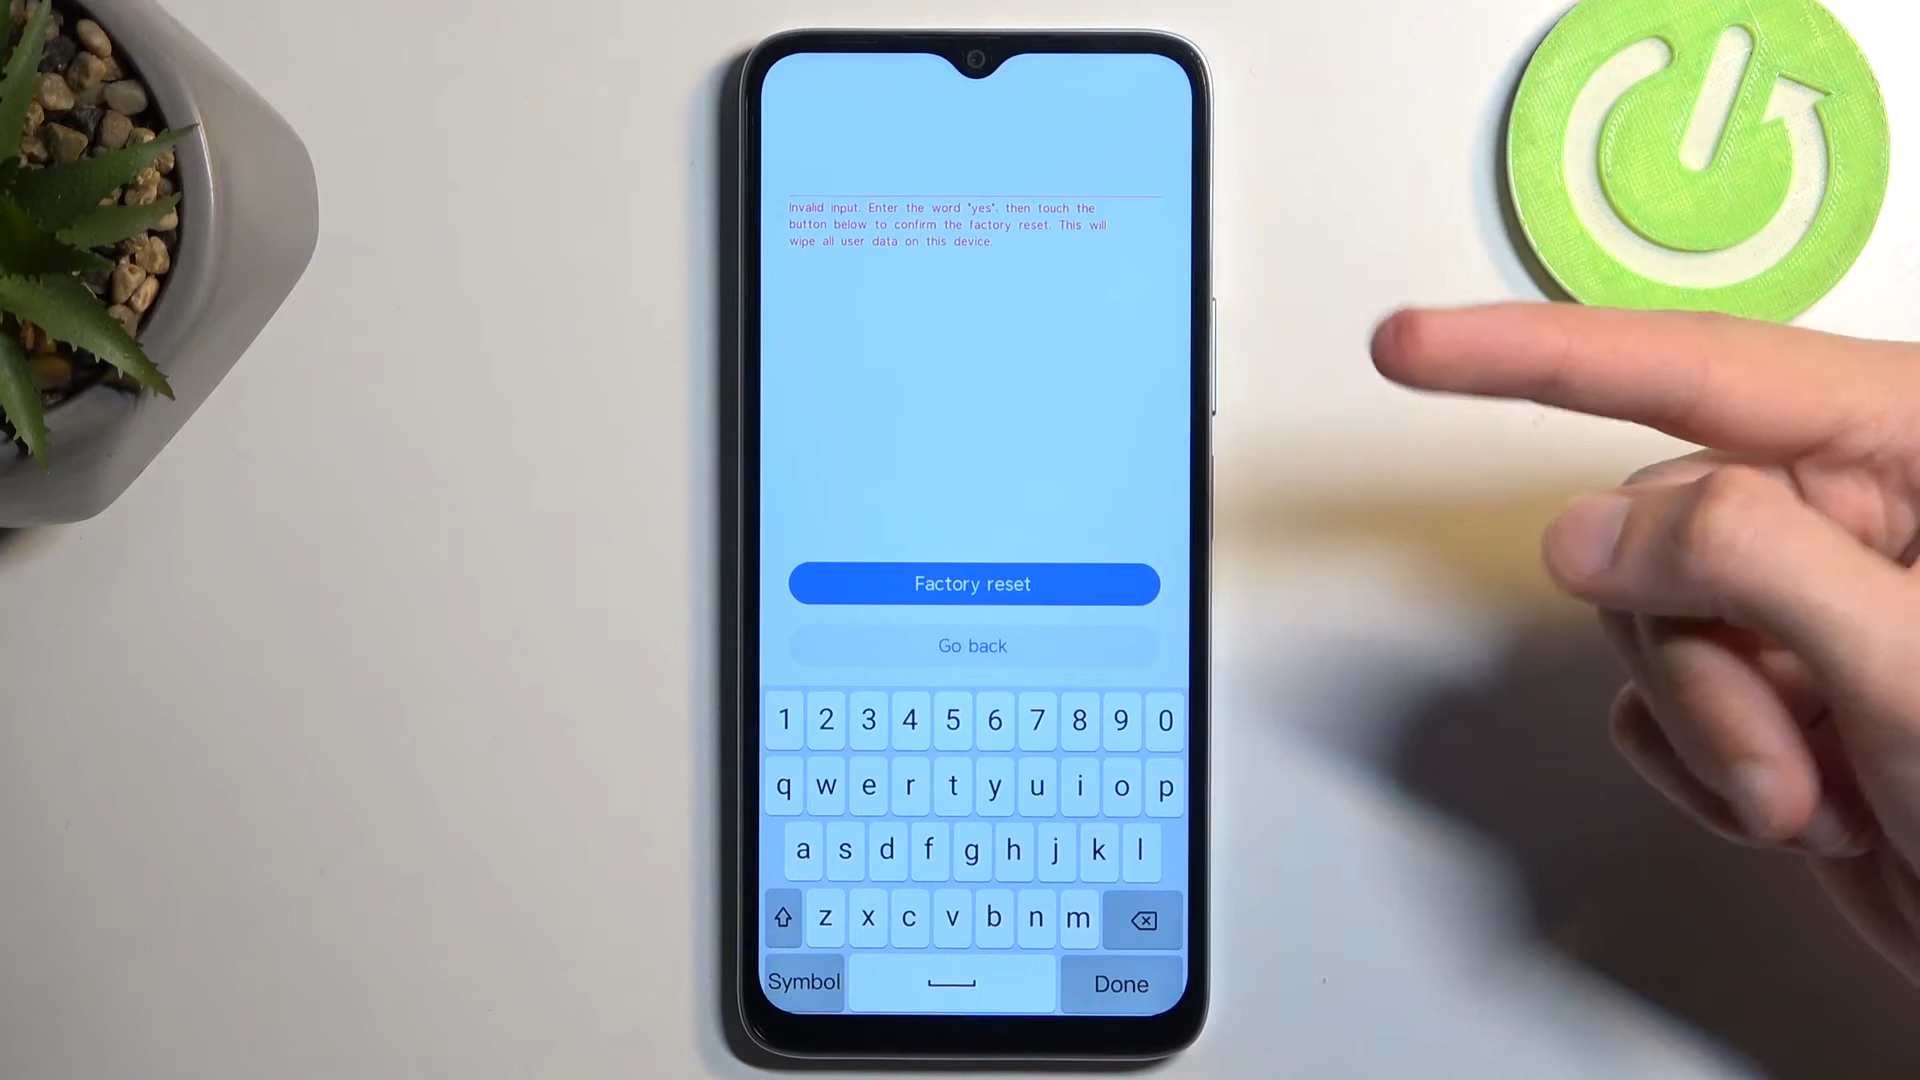 Invalid input. Enter the word "yes", then touch the
button below to confirm the factory reset. This will
wipe all user data on this device.
Factory reset
Go back
1 2 3 4 5 6 7 8 9 0
q w e r t y u i o p
a s d f g h j k l
z x c v b n m
Symbol Done